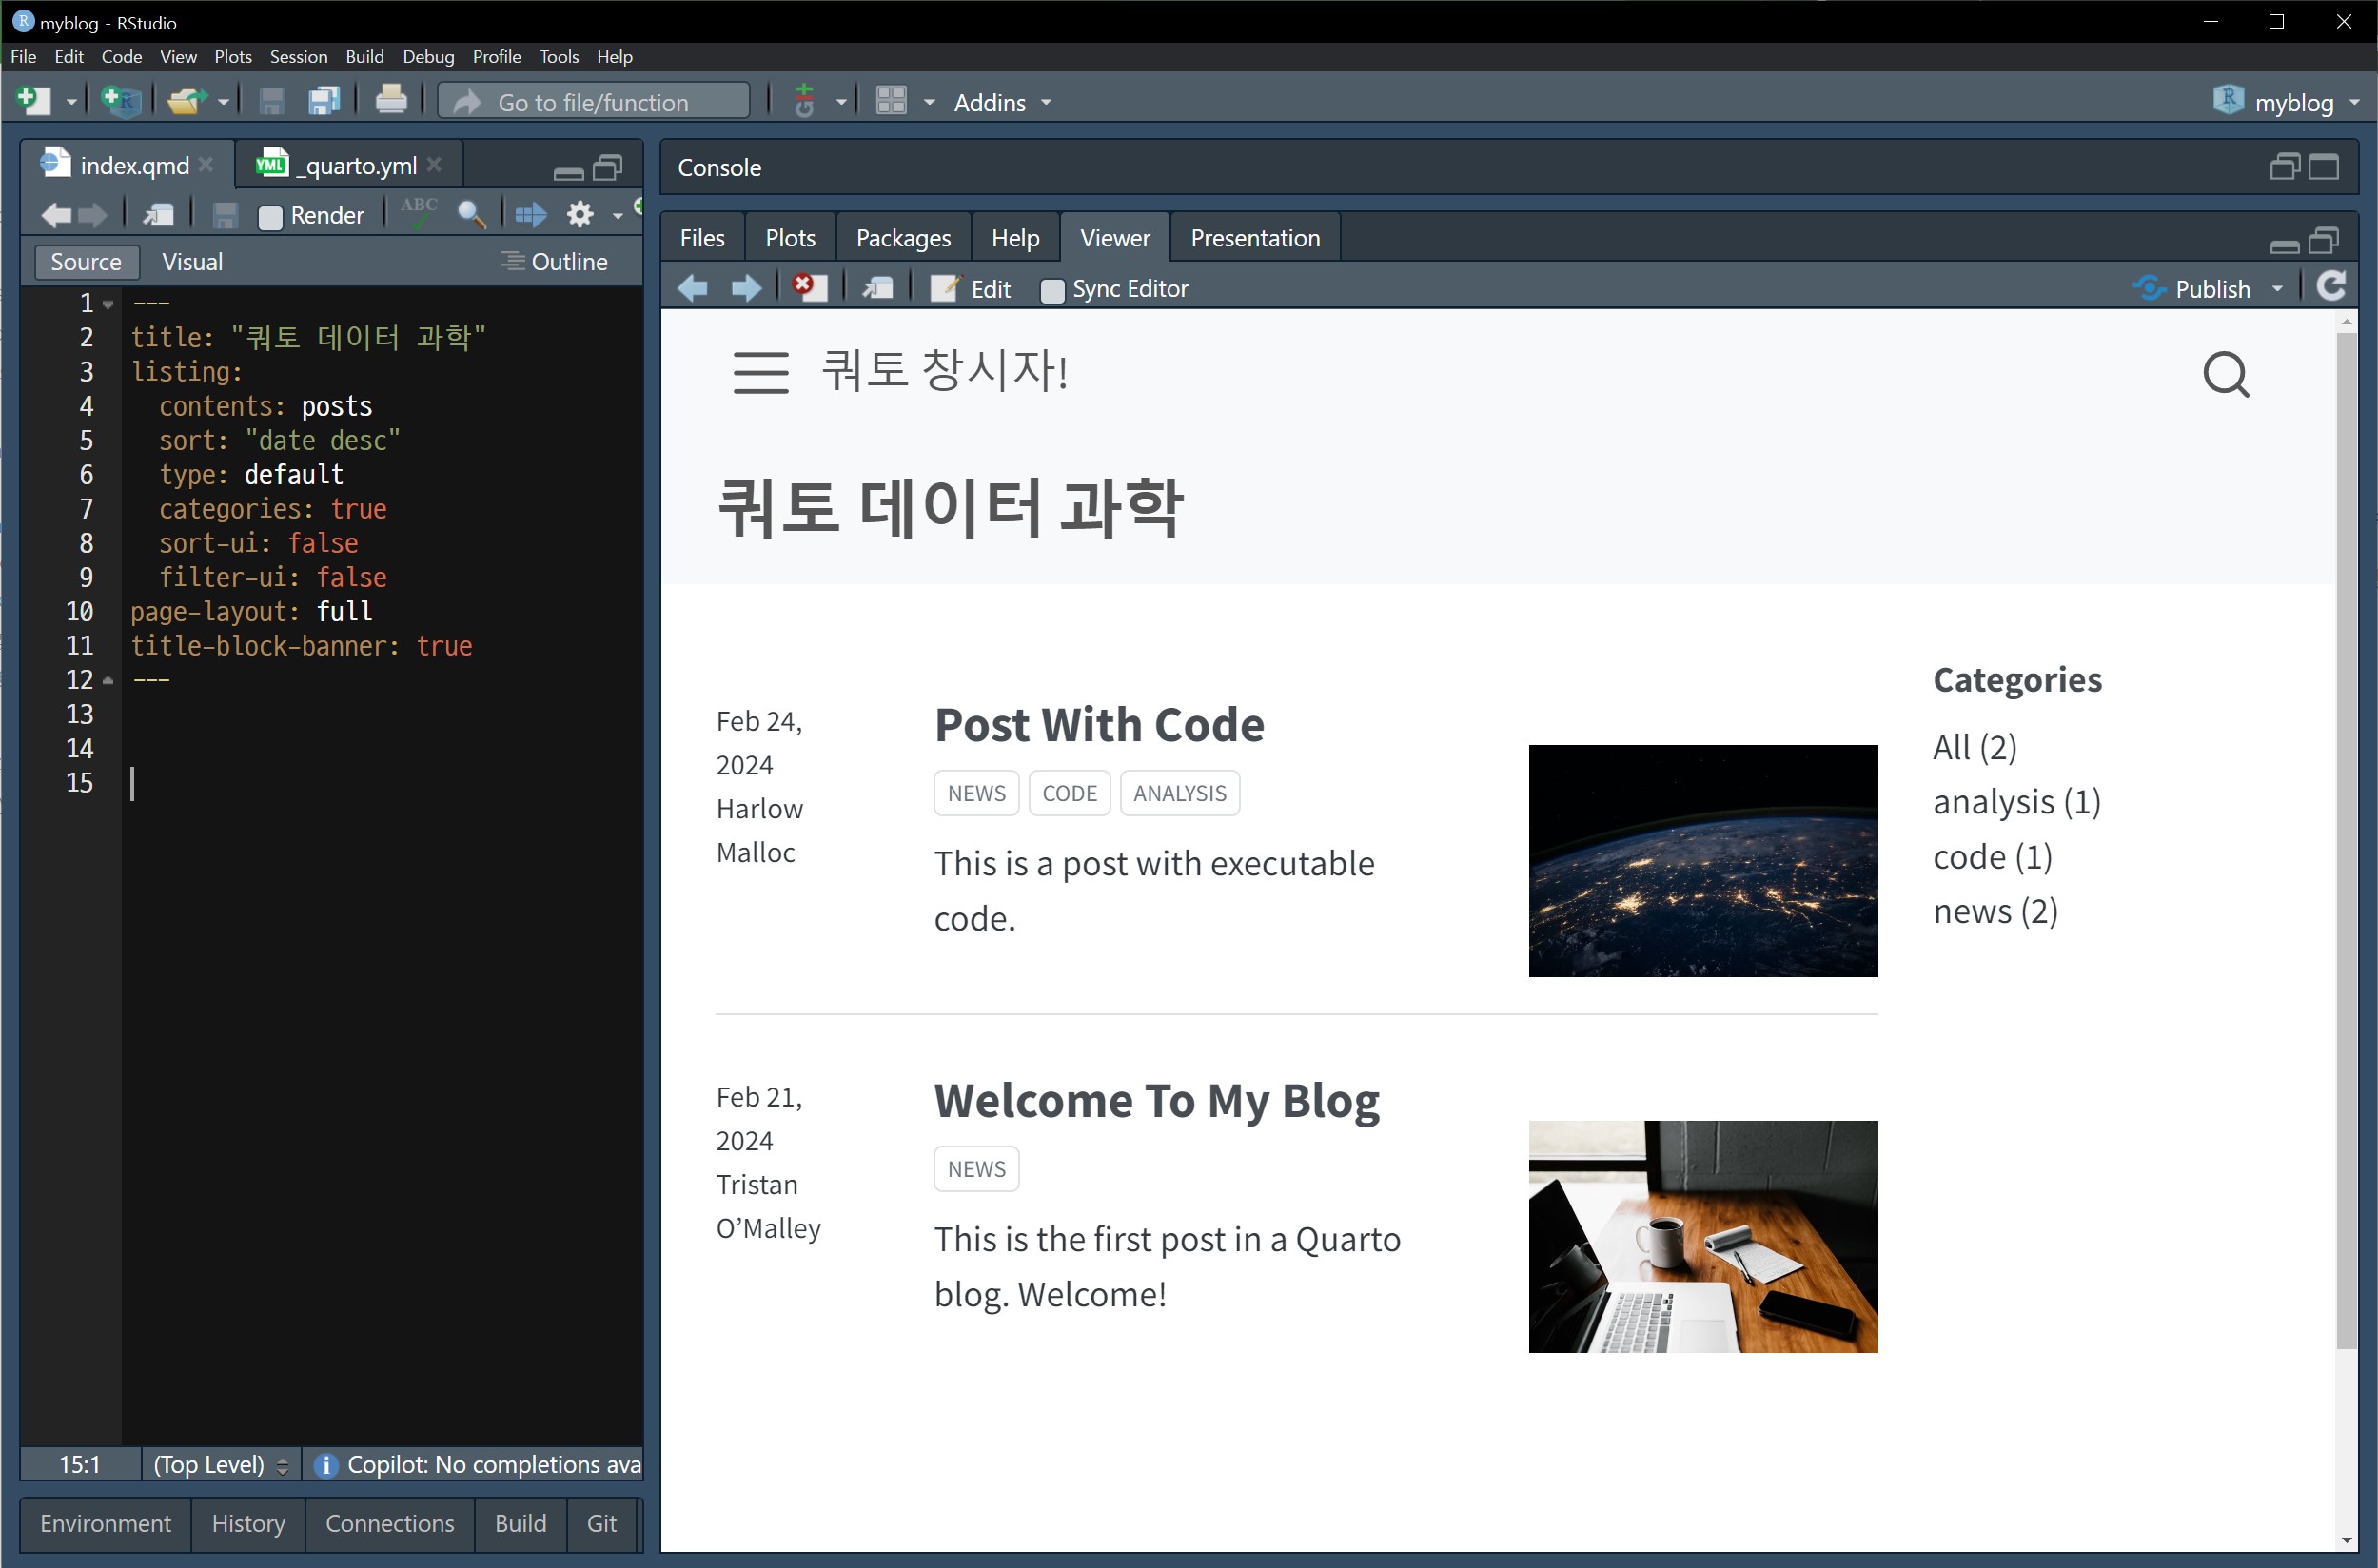 myblog - RStudio
File Edit Code View Plots Session Build Debug Profile Tools Help
Go to file/function
Git
Addins
myblog
index.qmd
_quarto.yml
Render
ABC
Source Visual Outline
1 ---
2 title: "쿼토 데이터 과학"
3 listing:
4 contents: posts
5 sort: "date desc"
6 type: default
7 categories: true
8 sort-ui: false
9 filter-ui: false
10 page-layout: full
11 title-block-banner: true
12 ---
13
14
15
15:1 (Top Level) Copilot: No completions ava
Environment History Connections Build Git
Console
Files Plots Packages Help Viewer Presentation
Edit Sync Editor Publish
쿼토 창시자!
쿼토 데이터 과학
Feb 24,
2024
Harlow
Malloc
Post With Code
NEWS CODE ANALYSIS
This is a post with executable
code.
Feb 21,
2024
Tristan
O’Malley
Welcome To My Blog
NEWS
This is the first post in a Quarto
blog. Welcome!
Categories
All (2)
analysis (1)
code (1)
news (2)